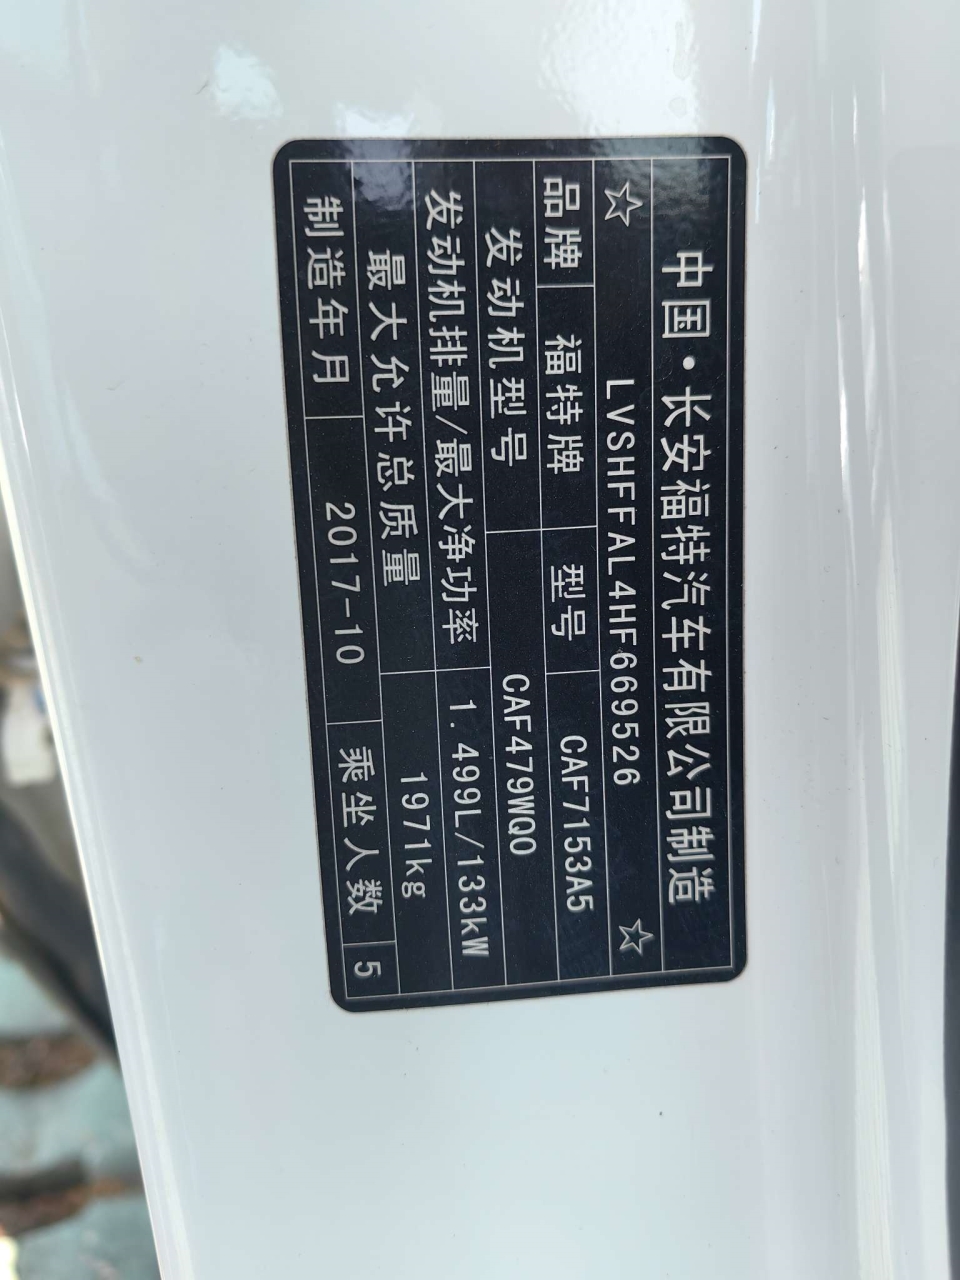 中国·长安福特汽车有限公司制造
☆ LVSHFFAL4HF669526 ☆
品牌 福特牌 型号 CAF7153A5
发动机型号 CAF479WQ0
发动机排量/最大净功率 1.499L/133kW
最大允许总质量 1971kg
制造年月 2017-10 乘坐人数 5